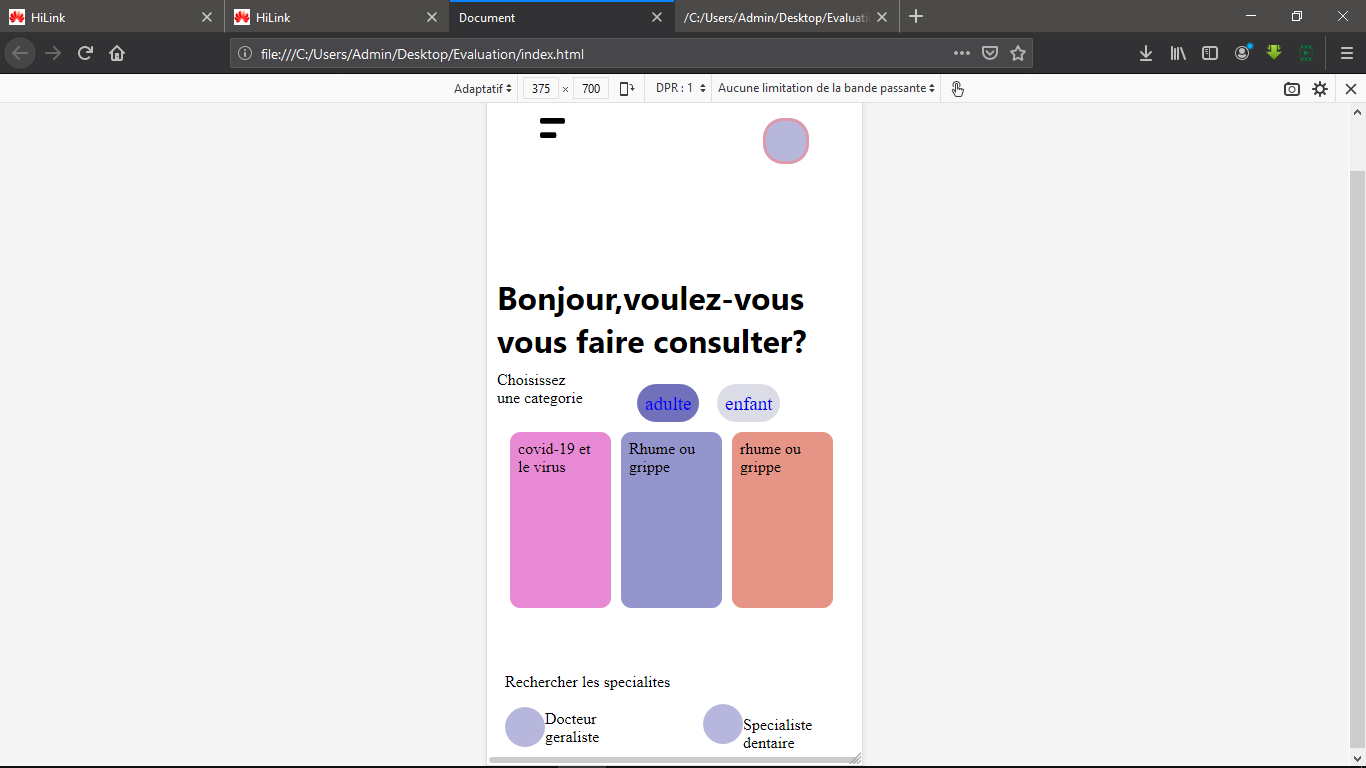 HiLink
HiLink
Document
/C:/Users/Admin/Desktop/Evaluati
file:///C:/Users/Admin/Desktop/Evaluation/index.html
Adaptatif 375 × 700 DPR : 1 Aucune limitation de la bande passante
Bonjour,voulez-vous
vous faire consulter?
Choisissez
une categorie
adulte
enfant
covid-19 et
le virus
Rhume ou
grippe
rhume ou
grippe
Rechercher les specialites
Docteur
geraliste
Specialiste
dentaire